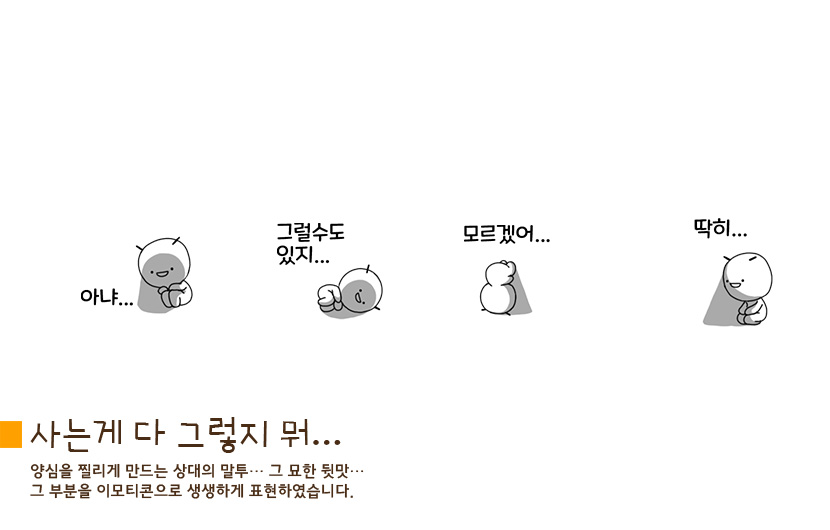 아냐...
그럴수도
있지...
모르겠어...
딱히...
사는게 다 그렇지 뭐...
양심을 찔리게 만드는 상대의 말투… 그 묘한 뒷맛…
그 부분을 이모티콘으로 생생하게 표현하였습니다.